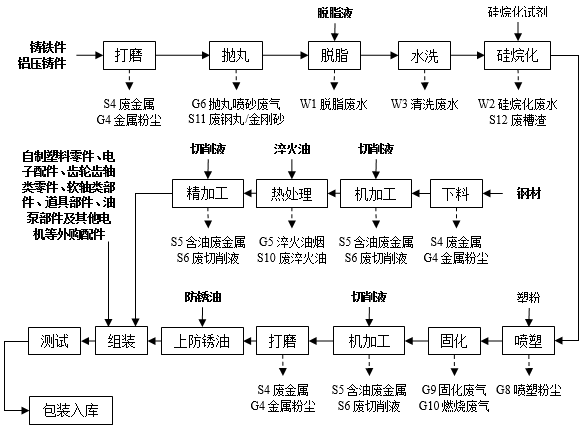 脱脂液
硅烷化试剂
铸铁件
铝压铸件
打磨
抛丸
脱脂
水洗
硅烷化
S4 废金属
G4 金属粉尘
G6 抛丸喷砂废气
S11 废钢丸/金刚砂
W1 脱脂废水
W3 清洗废水
W2 硅烷化废水
S12 废槽渣
自制塑料零件、电
子配件、齿轮齿轴
类零件、软轴类部
件、道具部件、油
泵部件及其他电
机等外购配件
切削液
淬火油
切削液
精加工
热处理
机加工
下料
钢材
S5 含油废金属
S6 废切削液
G5 淬火油烟
S10 废淬火油
S5 含油废金属
S6 废切削液
S4 废金属
G4 金属粉尘
防锈油
切削液
塑粉
测试
组装
上防锈油
打磨
机加工
固化
喷塑
S4 废金属
G4 金属粉尘
S5 含油废金属
S6 废切削液
G9 固化废气
G10 燃烧废气
G8 喷塑粉尘
包装入库